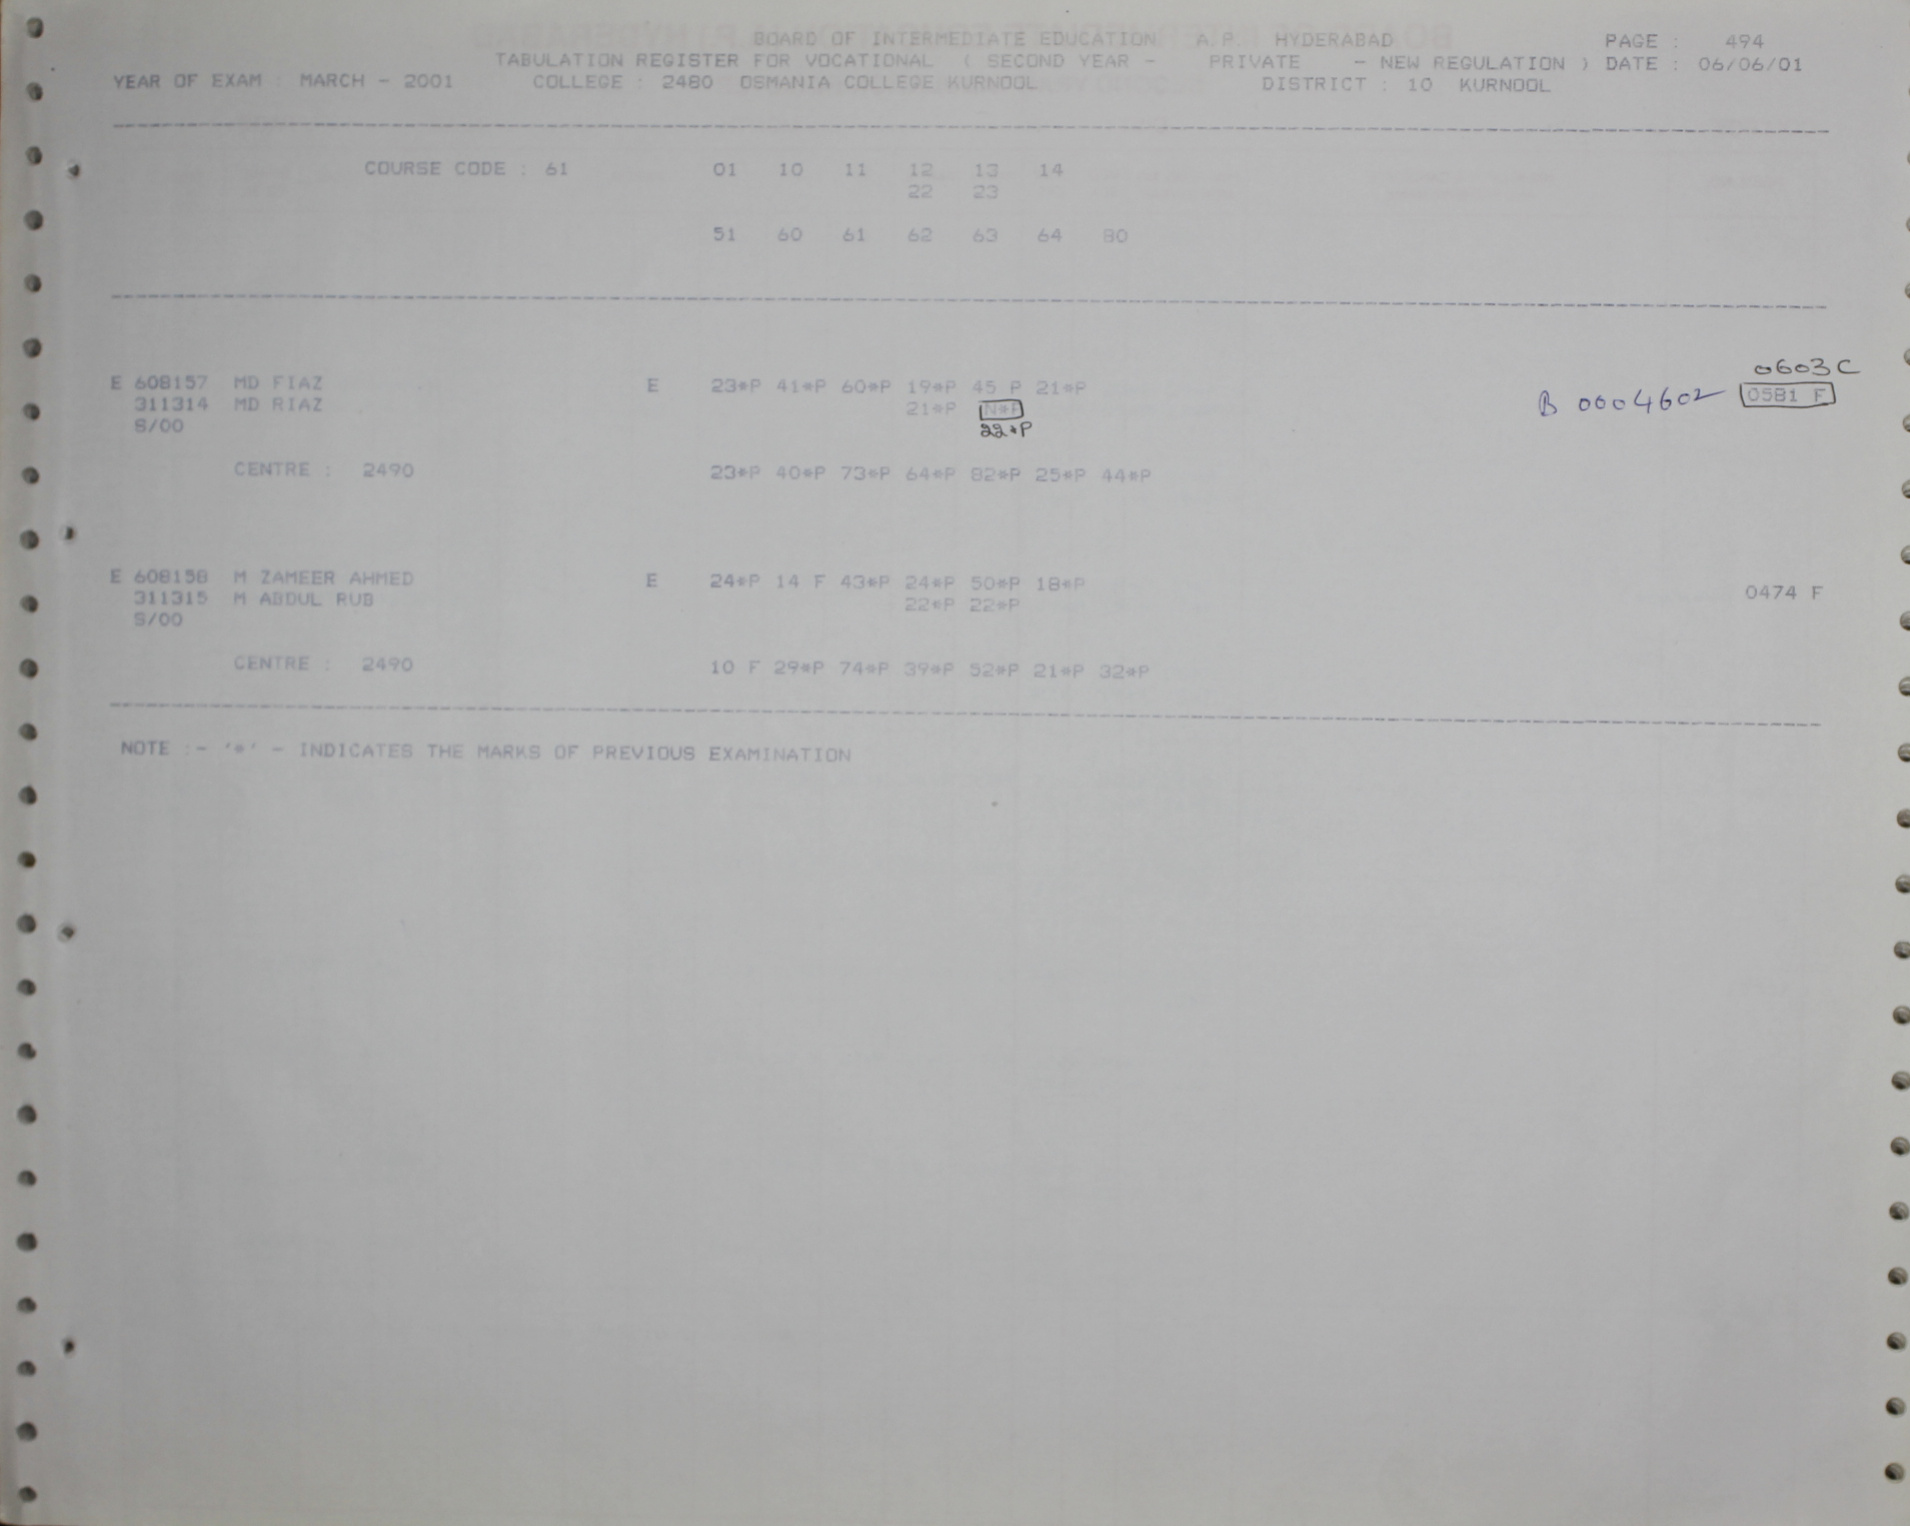 BOARD OF INTERMEDIATE EDUCATION A.P. HYDERABAD PAGE : 494
TABULATION REGISTER FOR VOCATIONAL ( SECOND YEAR - PRIVATE - NEW REGULATION ) DATE : 06/06/01
YEAR OF EXAM : MARCH - 2001 COLLEGE : 2480 OSMANIA COLLEGE KURNOOL DISTRICT : 10 KURNOOL
COURSE CODE : 61 01 10 11 12 13 14
22 23
51 60 61 62 63 64 80
0603 C
E 608157 MD FIAZ E 23*P 41*P 60*P 19*P 45 P 21*P B 0004602 0581 F
311314 MD RIAZ 21*P N*P
S/00 22*P
CENTRE : 2490 23*P 40*P 73*P 64*P 82*P 25*P 44*P
E 608158 M ZAMEER AHMED E 24*P 14 F 43*P 24*P 50*P 18*P
311315 M ABDUL RUB 22*P 22*P 0474 F
S/00
CENTRE : 2490 10 F 29*P 74*P 39*P 52*P 21*P 32*P
NOTE :- '*' - INDICATES THE MARKS OF PREVIOUS EXAMINATION